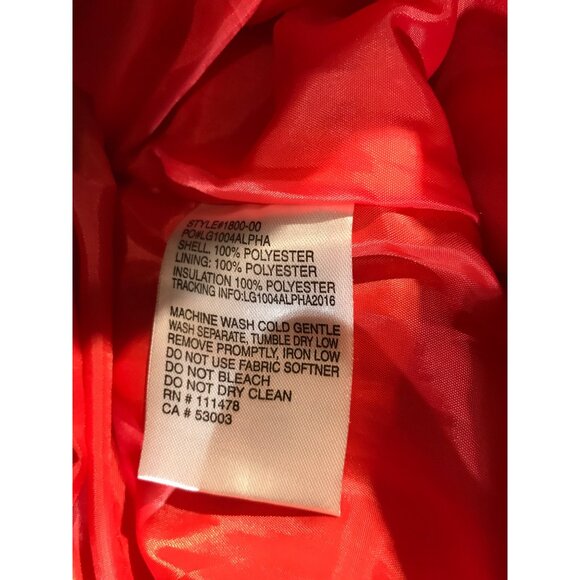 STYLE#1800-00
PO#LG1004ALPHA
SHELL: 100% POLYESTER
LINING: 100% POLYESTER
INSULATION 100% POLYESTER
TRACKING INFO:LG1004ALPHA2016
MACHINE WASH COLD GENTLE
WASH SEPARATE, TUMBLE DRY LOW
REMOVE PROMPTLY, IRON LOW
DO NOT USE FABRIC SOFTNER
DO NOT BLEACH
DO NOT DRY CLEAN
RN # 111478
CA # 53003